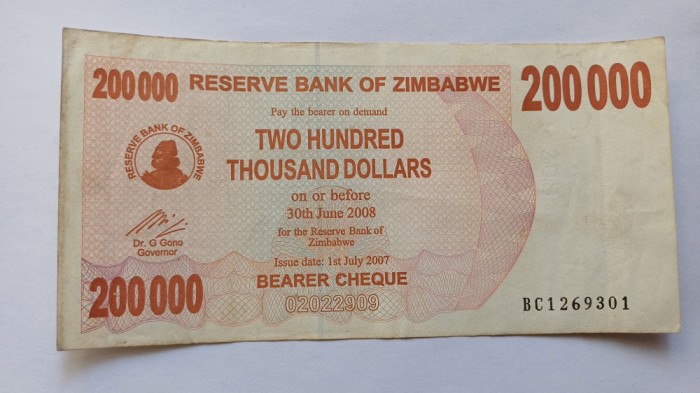 200 000 RESERVE BANK OF ZIMBABWE 200 000
Pay the bearer on demand
TWO HUNDRED
THOUSAND DOLLARS
RESERVE BANK OF ZIMBABWE
on or before
30th June 2008
for the Reserve Bank of
Zimbabwe
Dr. G Gono
Governor
Issue date: 1st July 2007
200 000 BEARER CHEQUE
02022909
BC1269301